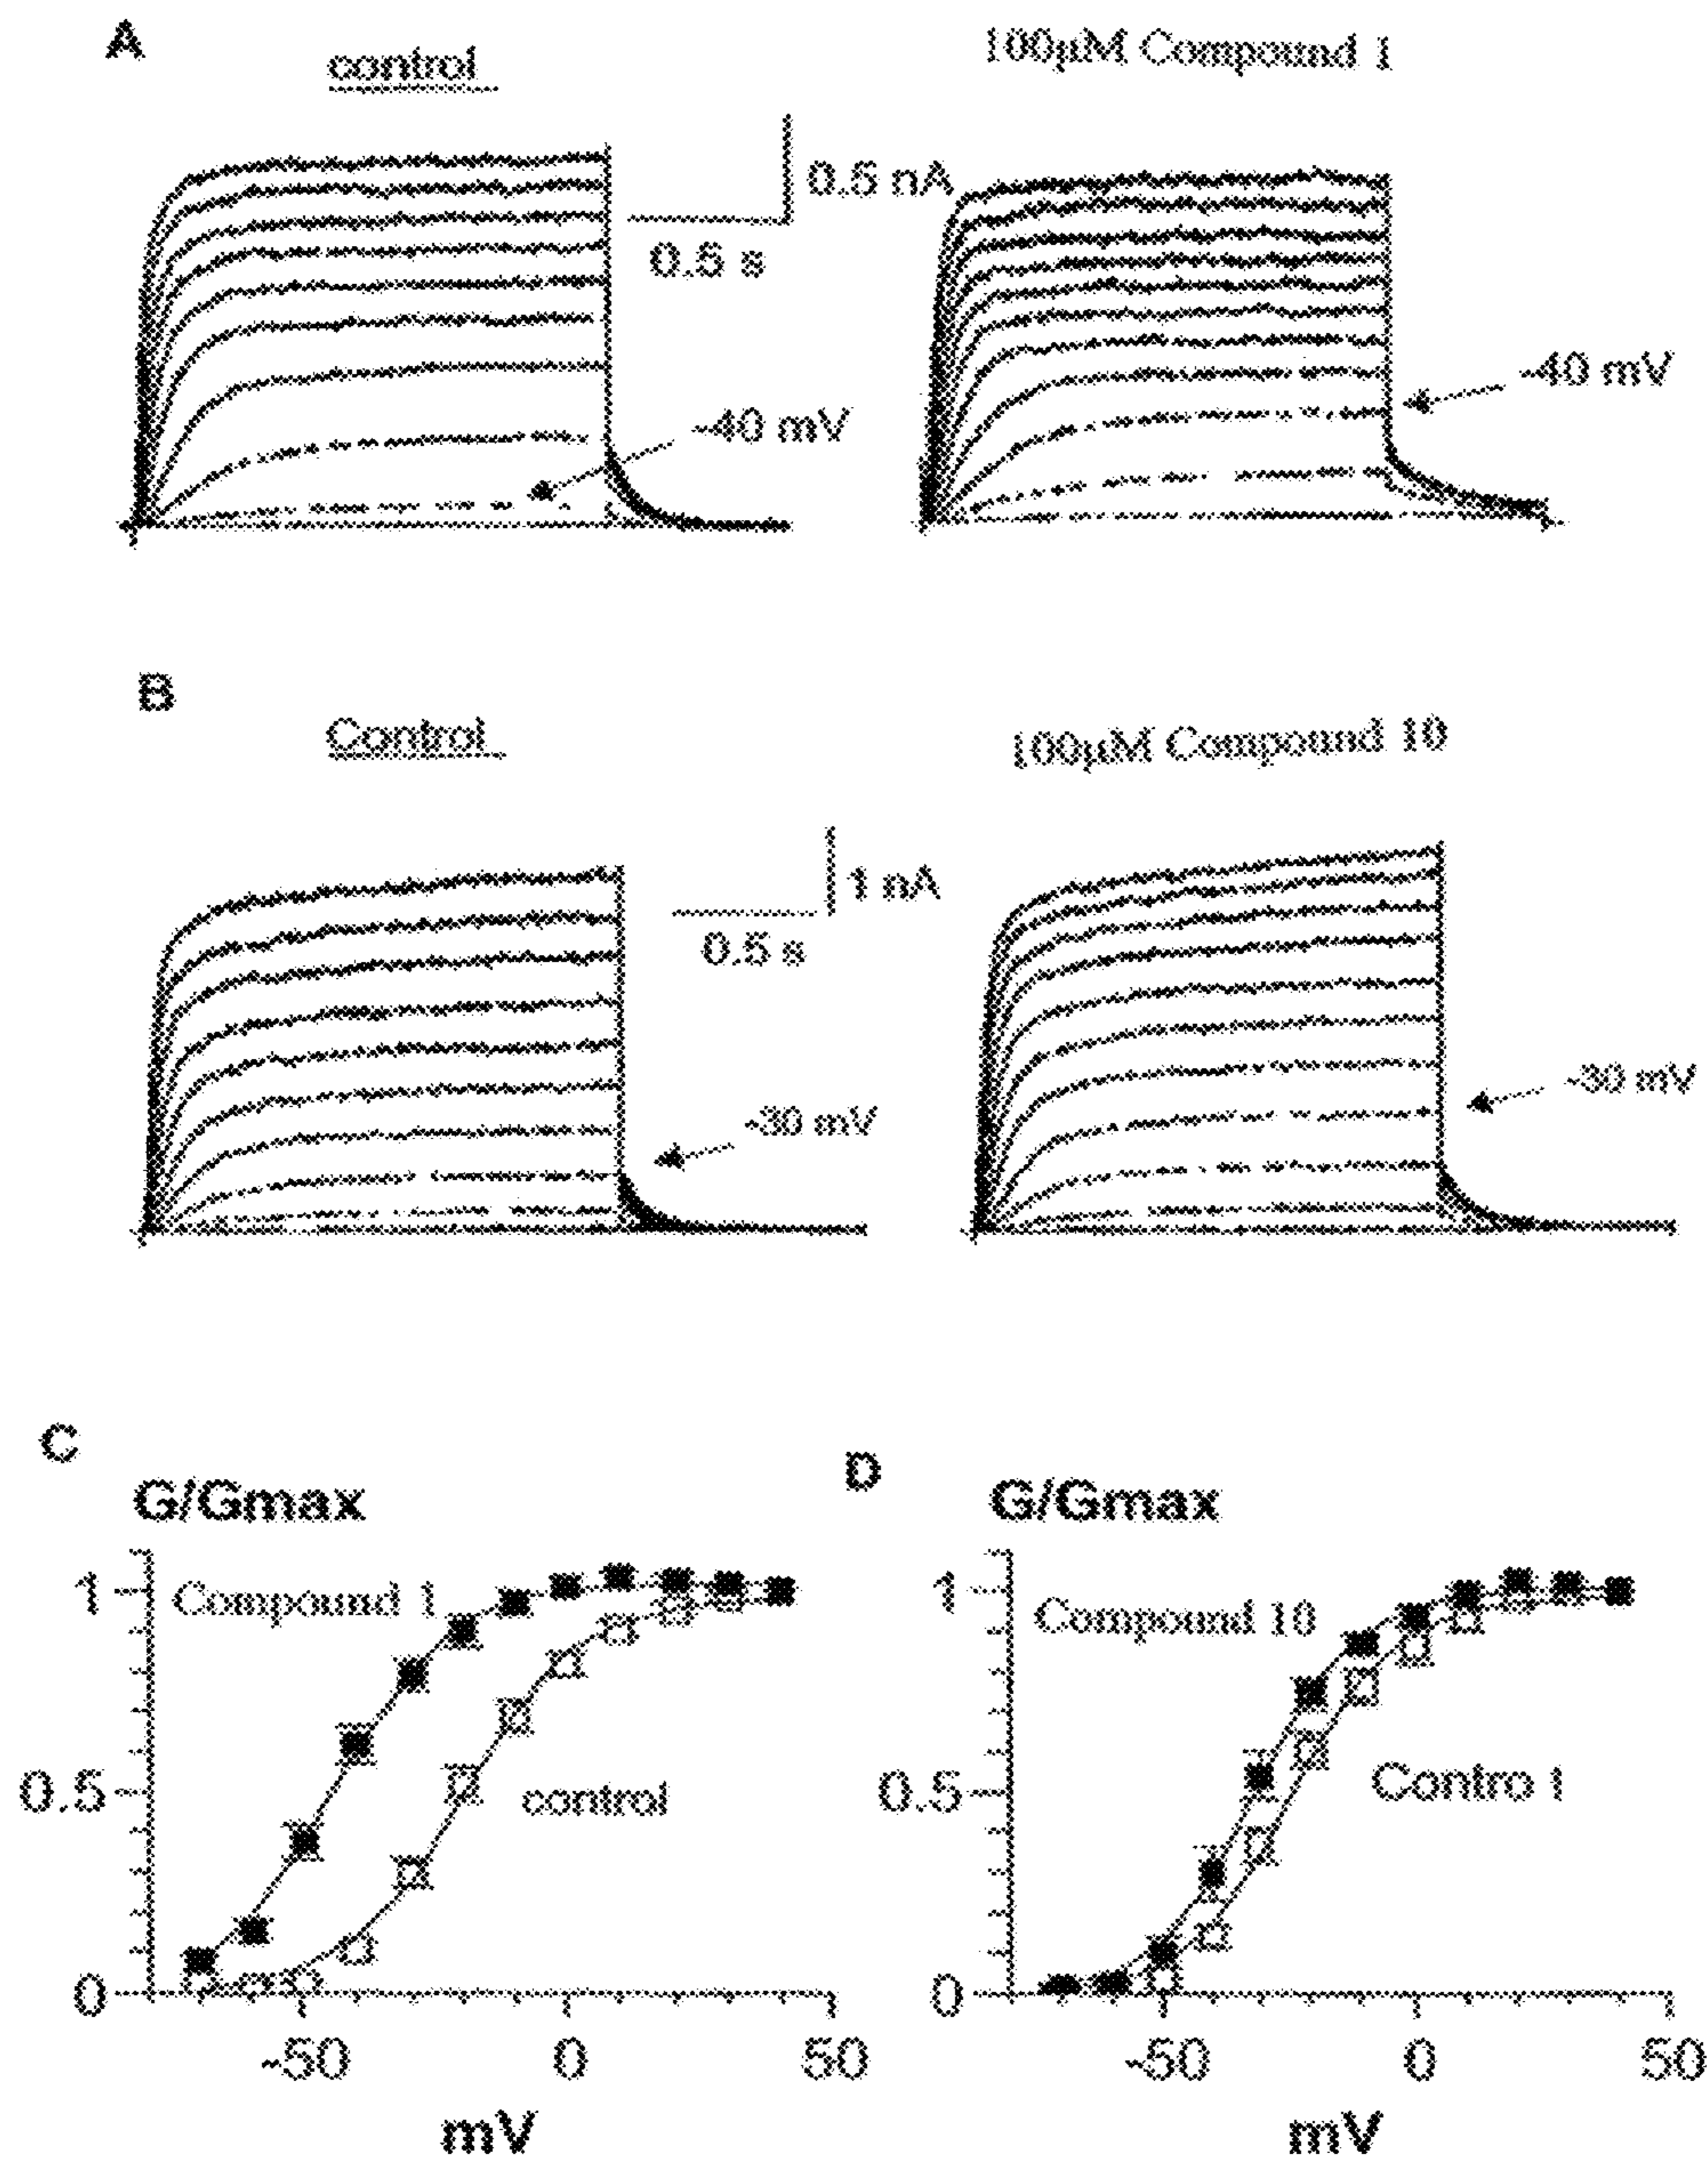 A
control
100μM Compound 1
0.5 nA
0.5 s
-40 mV
-40 mV
B
Control
100μM Compound 10
1 nA
0.5 s
-30 mV
-30 mV
C
G/Gmax
1
Compound 1
0.5
control
0
-50
0
50
mV
D
G/Gmax
1
Compound 10
0.5
Contro l
0
-50
0
50
mV